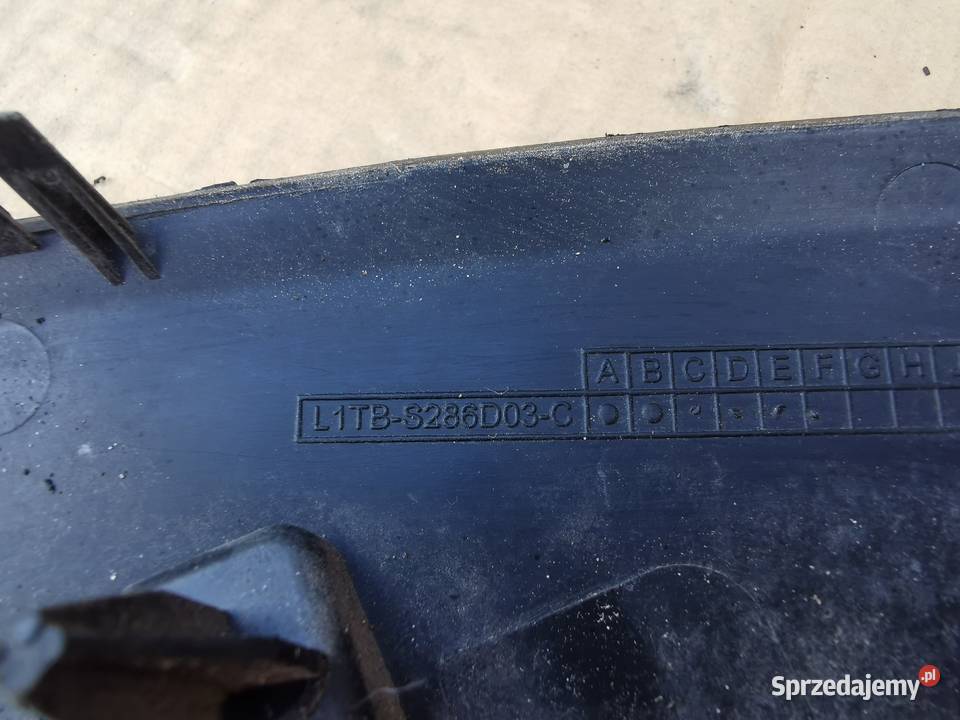 A B C D E F G H
L1TB-S286D03-C
Sprzedajemy.pl